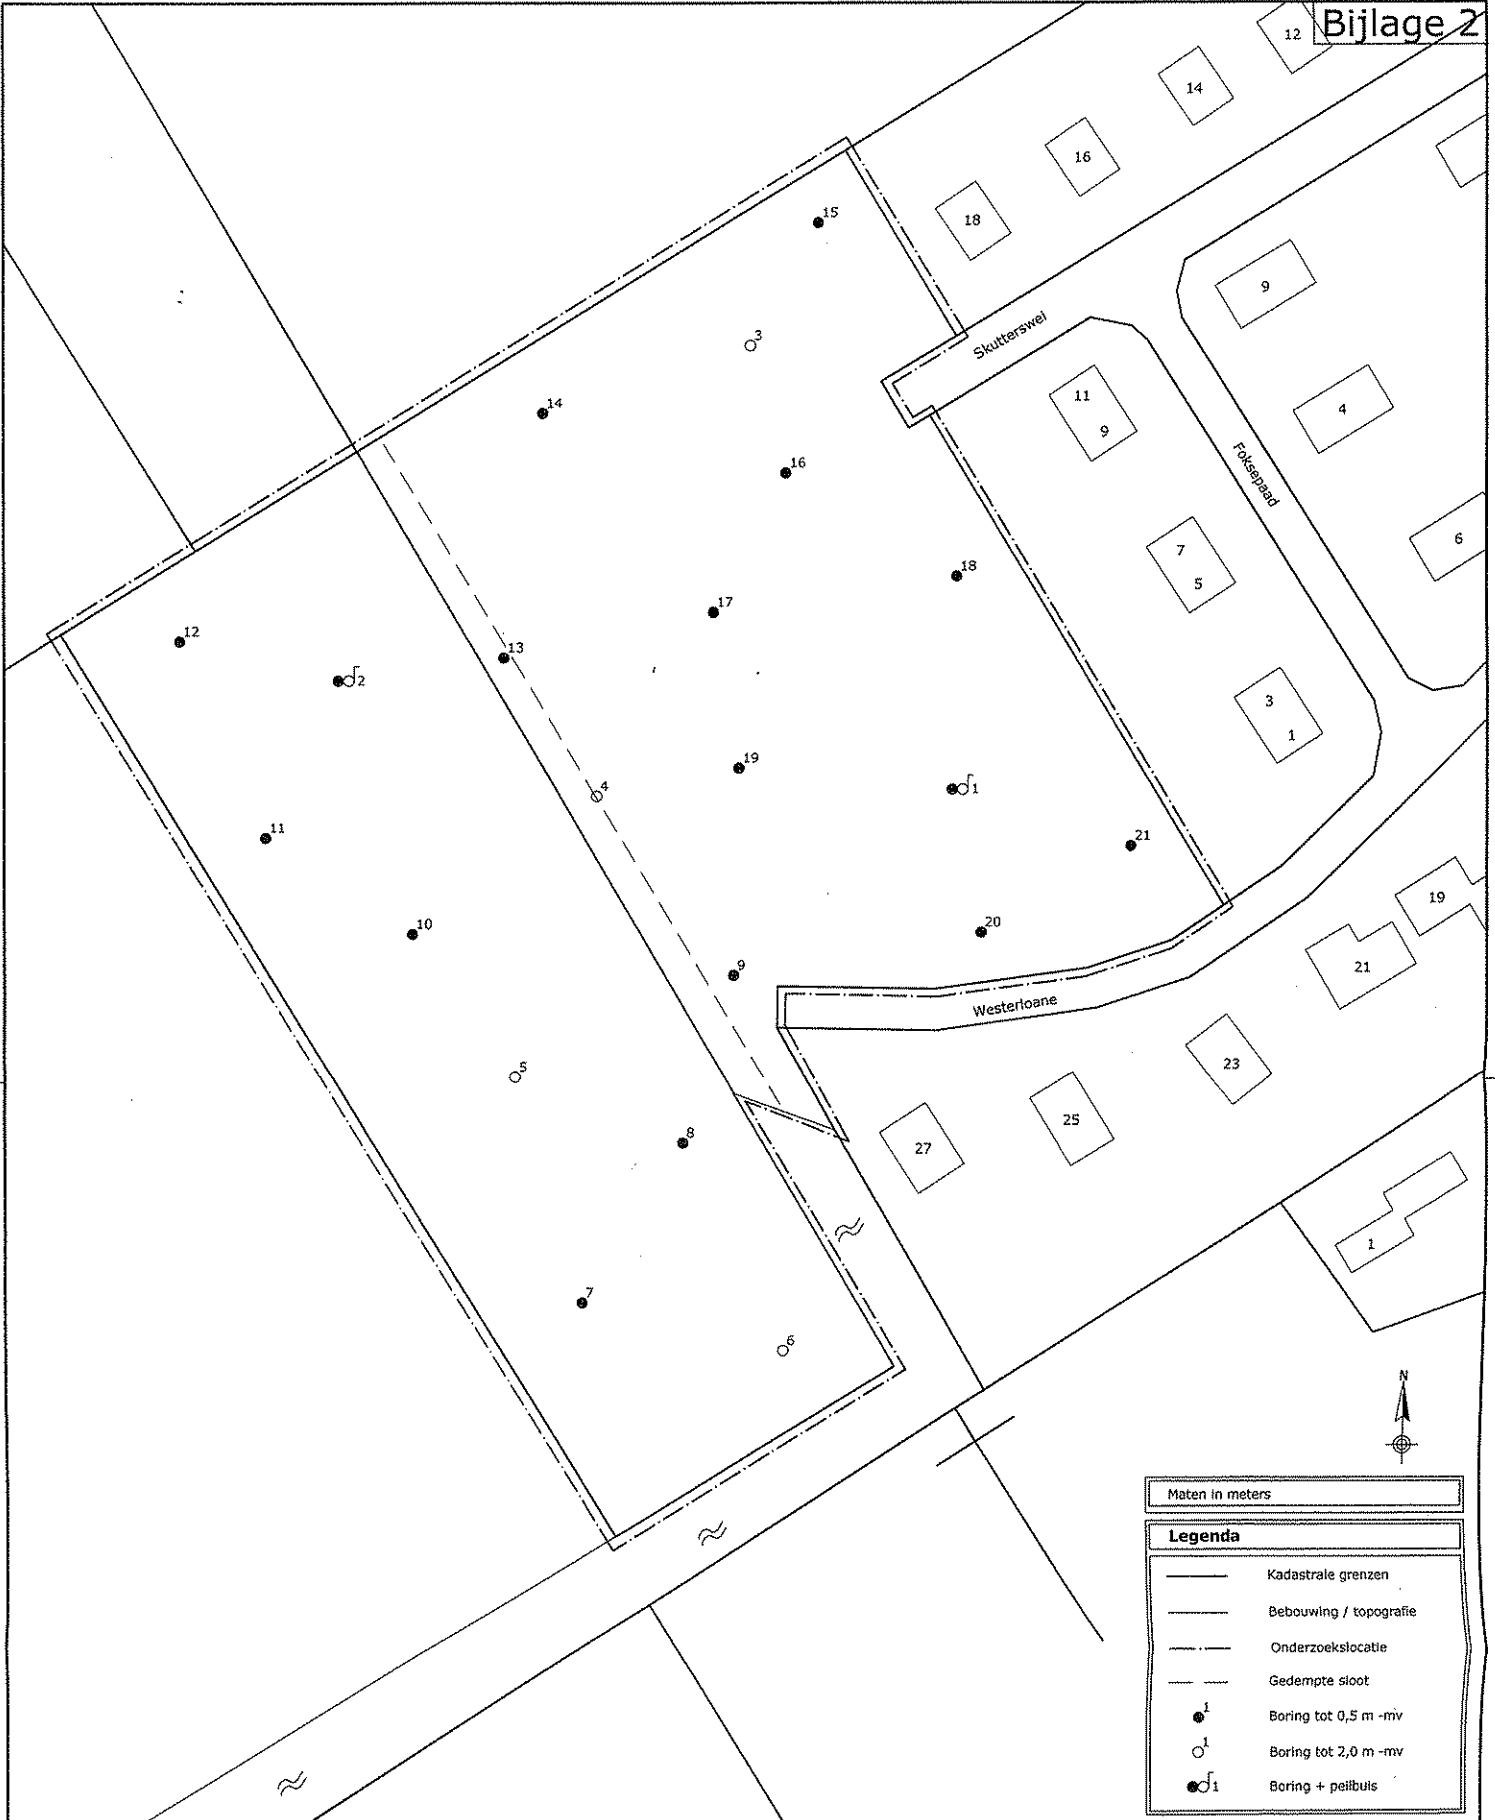 Bijlage 2
12
14
16
18
15
3
14
16
18
17
13
12
2
19
4
1
11
21
10
20
9
5
8
7
6
Skutterswei
9
11
9
4
Foksepaad
7
5
6
3
1
19
21
Westerloane
23
25
27
1
N
Maten in meters
Legenda
Kadastrale grenzen
Bebouwing / topografie
Onderzoekslocatie
Gedempte sloot
1 Boring tot 0,5 m -mv
1 Boring tot 2,0 m -mv
1 Boring + peilbuis